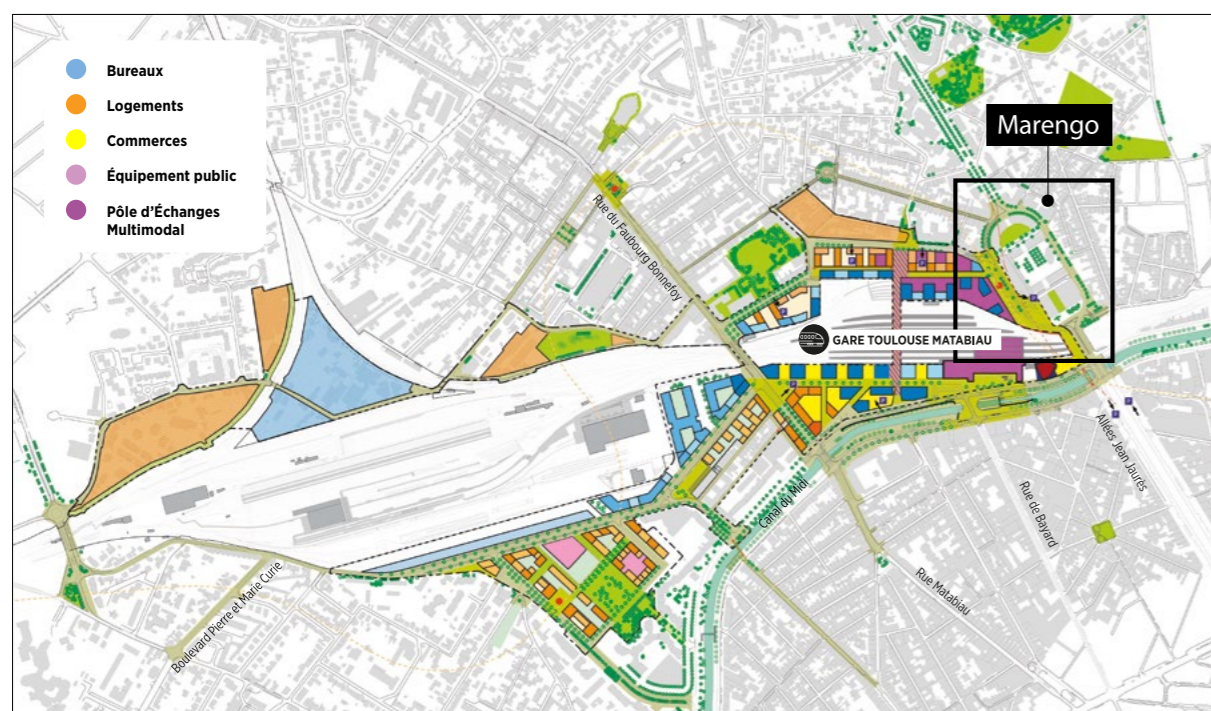 Bureaux
Logements
Commerces
Équipement public
Pôle d'Échanges
Multimodal
Marengo
Rue du Faubourg Bonnefoy
GARE TOULOUSE MATABIAU
Allées Jean Jaurès
Canal du Midi
Rue de Bayard
Rue Matabiau
Boulevard Pierre et Marie Curie